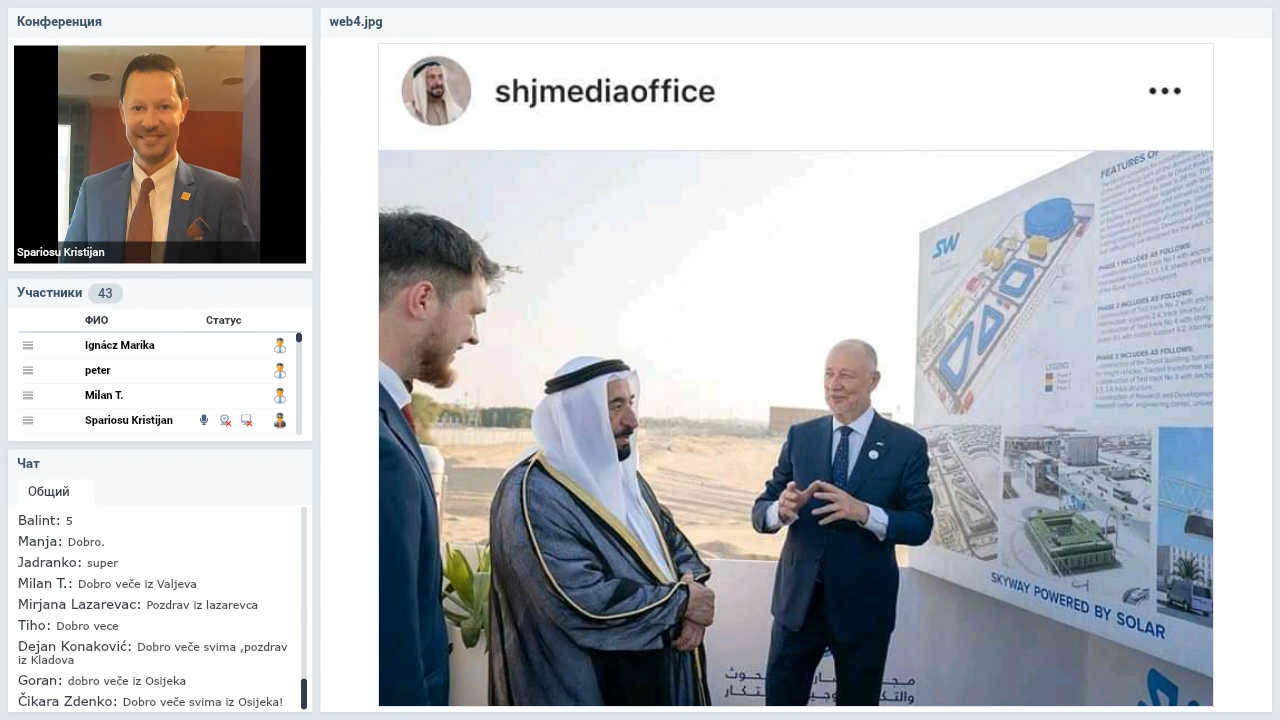 Конференция
Spariosu Kristijan
Участники 43
ФИО Статус
Ignácz Marika
peter
Milan T.
Spariosu Kristijan
Чат
Общий
Balint: 5
Manja: Dobro.
Jadranko: super
Milan T.: Dobro veče iz Valjeva
Mirjana Lazarevac: Pozdrav iz lazarevca
Tiho: Dobro vece
Dejan Konaković: Dobro veče svima ,pozdrav
iz Kladova
Goran: dobro veče iz Osijeka
Čikara Zdenko: Dobro veče svima iz Osijeka!
web4.jpg
shjmediaoffice
FEATURES OF
SW
PHASE 1 INCLUDES AS FOLLOWS:
PHASE 2 INCLUDES AS FOLLOWS:
PHASE 3 INCLUDES AS FOLLOWS:
LEGEND
SKYWAY POWERED BY SOLAR